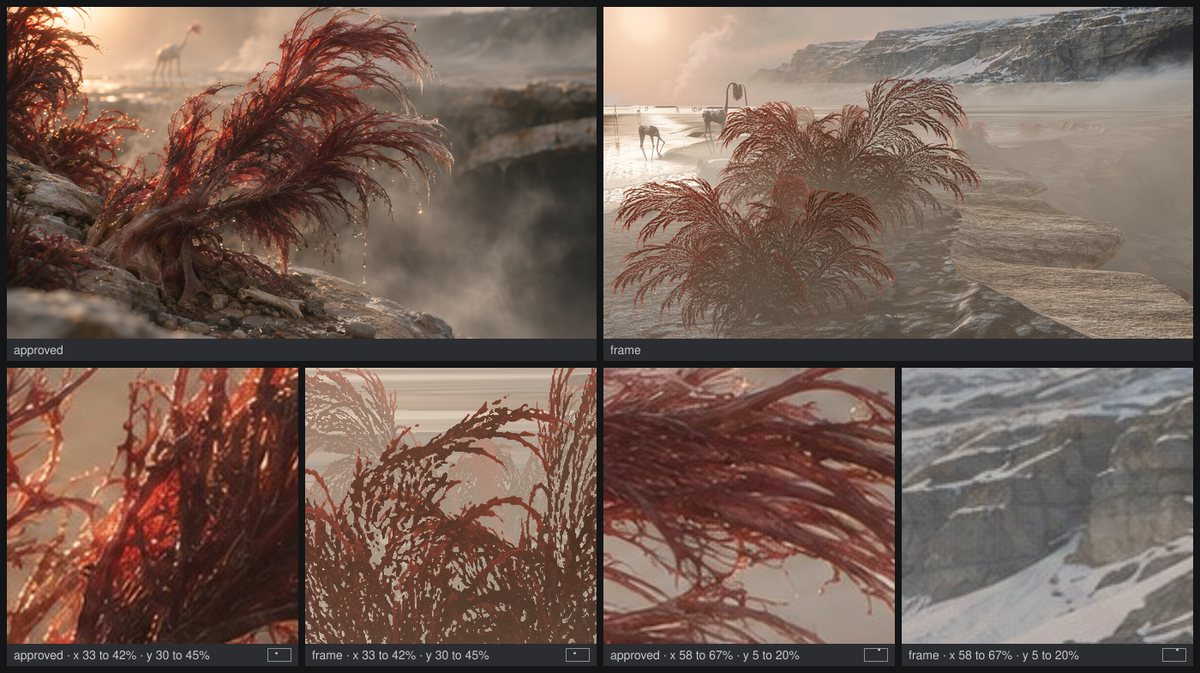 approved
frame
approved · x 33 to 42% · y 30 to 45%
frame · x 33 to 42% · y 30 to 45%
approved · x 58 to 67% · y 5 to 20%
frame · x 58 to 67% · y 5 to 20%